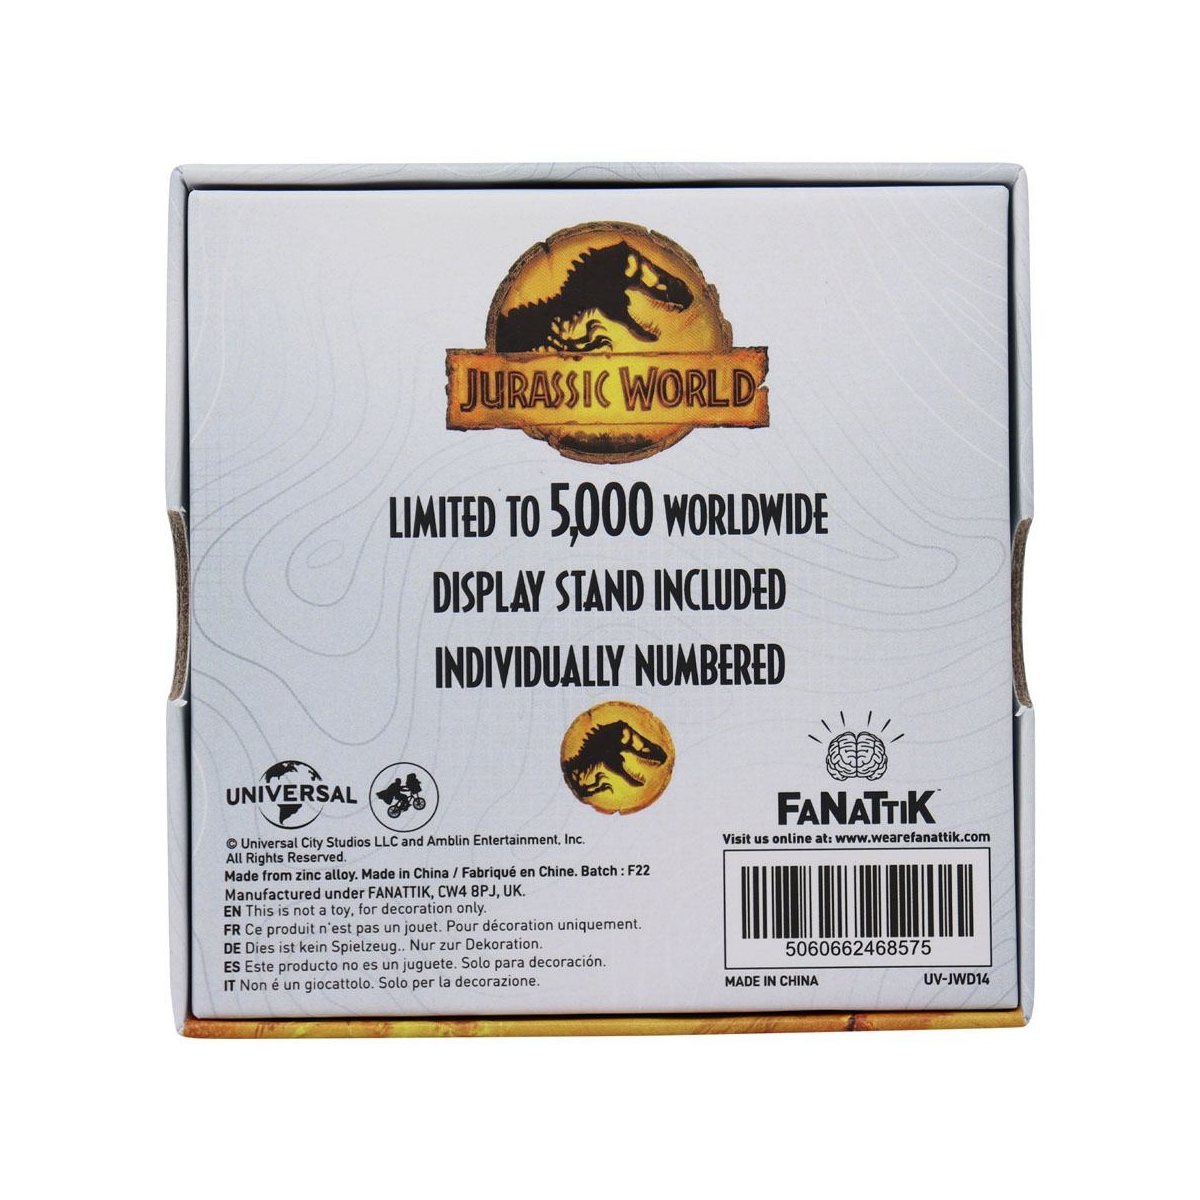 JURASSIC WORLD
LIMITED TO 5,000 WORLDWIDE
DISPLAY STAND INCLUDED
INDIVIDUALLY NUMBERED
UNIVERSAL
© Universal City Studios LLC and Amblin Entertainment, Inc.
All Rights Reserved.
Made from zinc alloy. Made in China / Fabriqué en Chine. Batch : F22
Manufactured under FANATTIK, CW4 8PJ, UK.
EN This is not a toy, for decoration only.
FR Ce produit n'est pas un jouet. Pour décoration uniquement.
DE Dies ist kein Spielzeug.. Nur zur Dekoration.
ES Este producto no es un juguete. Solo para decoración.
IT Non é un giocattolo. Solo per la decorazione.
FANATTIK™
Visit us online at: www.wearefanattik.com
5060662468575
MADE IN CHINA
UV-JWD14